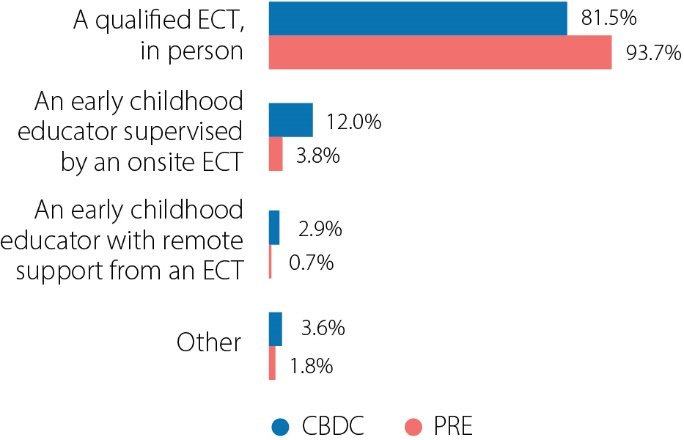 A qualified ECT,
in person
81.5%
93.7%
An early childhood
educator supervised
by an onsite ECT
12.0%
3.8%
An early childhood
educator with remote
support from an ECT
2.9%
0.7%
Other
3.6%
1.8%
CBDC PRE